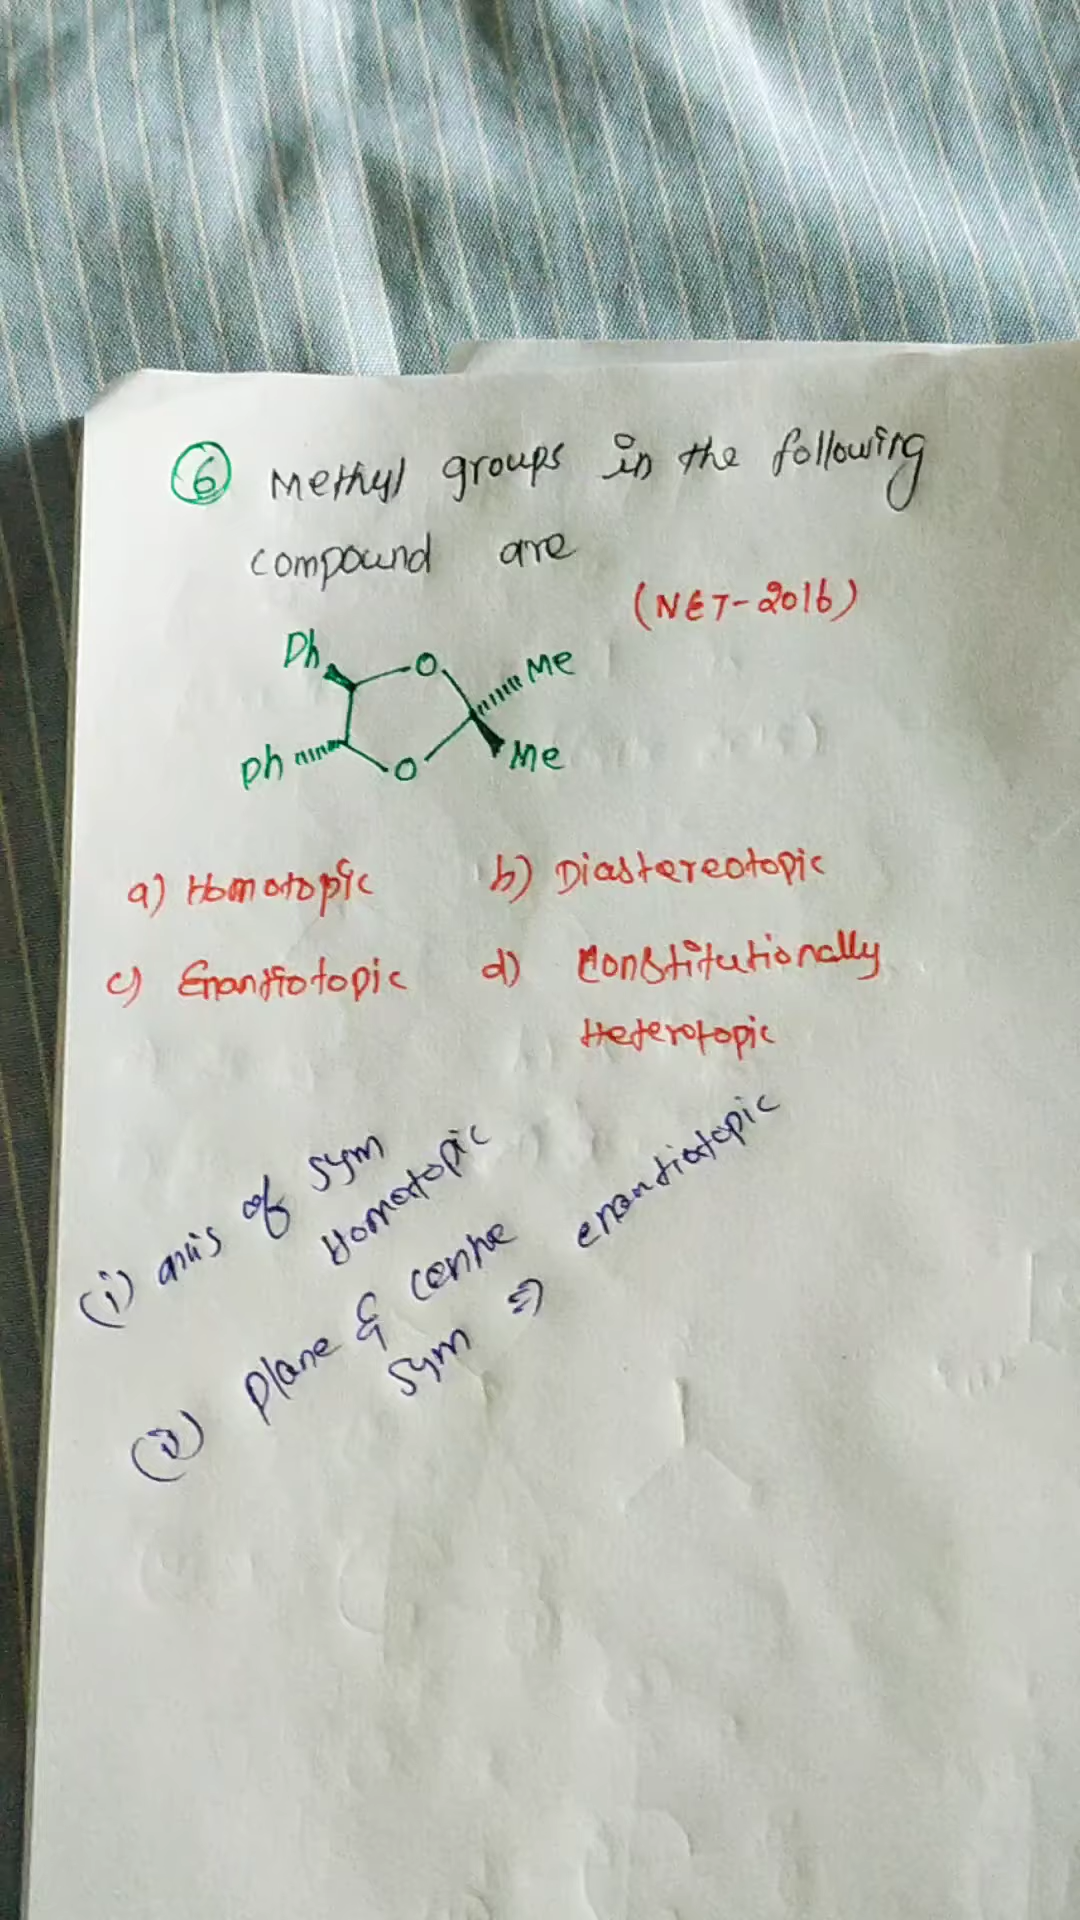 6 Methyl groups in the following
compound are
(NET-2016)
Ph O Me
Ph O Me
a) Homotopic b) Diastereotopic
c) Enantiotopic d) Constitutionally
Heterotopic
(i) axis of sym
Homotopic
(ii) plane & centre
sym ⇒ enantiotopic